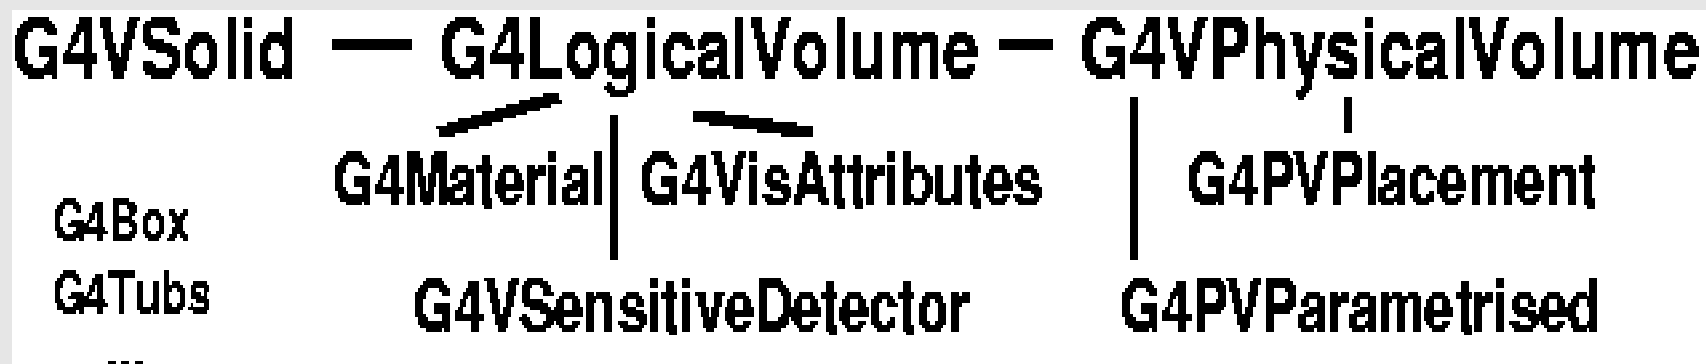 G4VSolid — G4LogicalVolume — G4VPhysicalVolume
G4Material G4VisAttributes G4PVPlacement
G4Box
G4Tubs
G4VSensitiveDetector G4PVParametrised
...